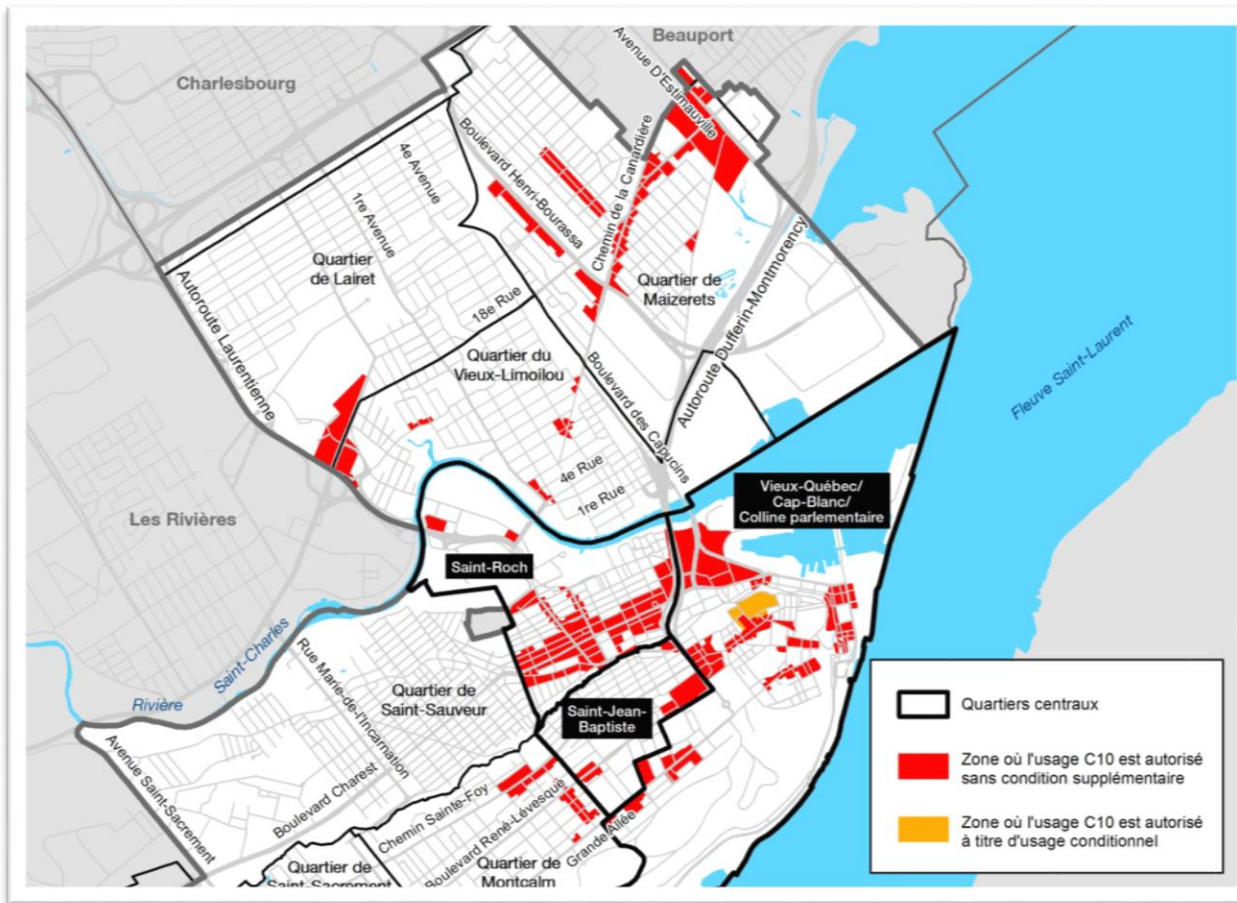 Beauport
Avenue D'Estimauville
Charlesbourg
Boulevard Henri-Bourassa
4e Avenue
1re Avenue
Chemin de la Canardière
Quartier
de Lairet
Quartier de
Maizerets
18e Rue
Autoroute Laurentienne
Autoroute Dufferin-Montmorency
Quartier du
Vieux-Limoilou
Boulevard des Capucins
Fleuve Saint-Laurent
4e Rue
1re Rue
Vieux-Québec/
Cap-Blanc/
Colline parlementaire
Les Rivières
Saint-Roch
Rivière
Saint-Charles
Rue Marie-de-l'Incarnation
Quartier de
Saint-Sauveur
Saint-Jean-
Baptiste
Avenue Saint-Sacrement
Boulevard Charest
Chemin Sainte-Foy
Boulevard René-Lévesque
Grande Allée
Quartier de
Saint-Sacrement
Quartier de
Montcalm
Quartiers centraux
Zone où l'usage C10 est autorisé
sans condition supplémentaire
Zone où l'usage C10 est autorisé
à titre d'usage conditionnel